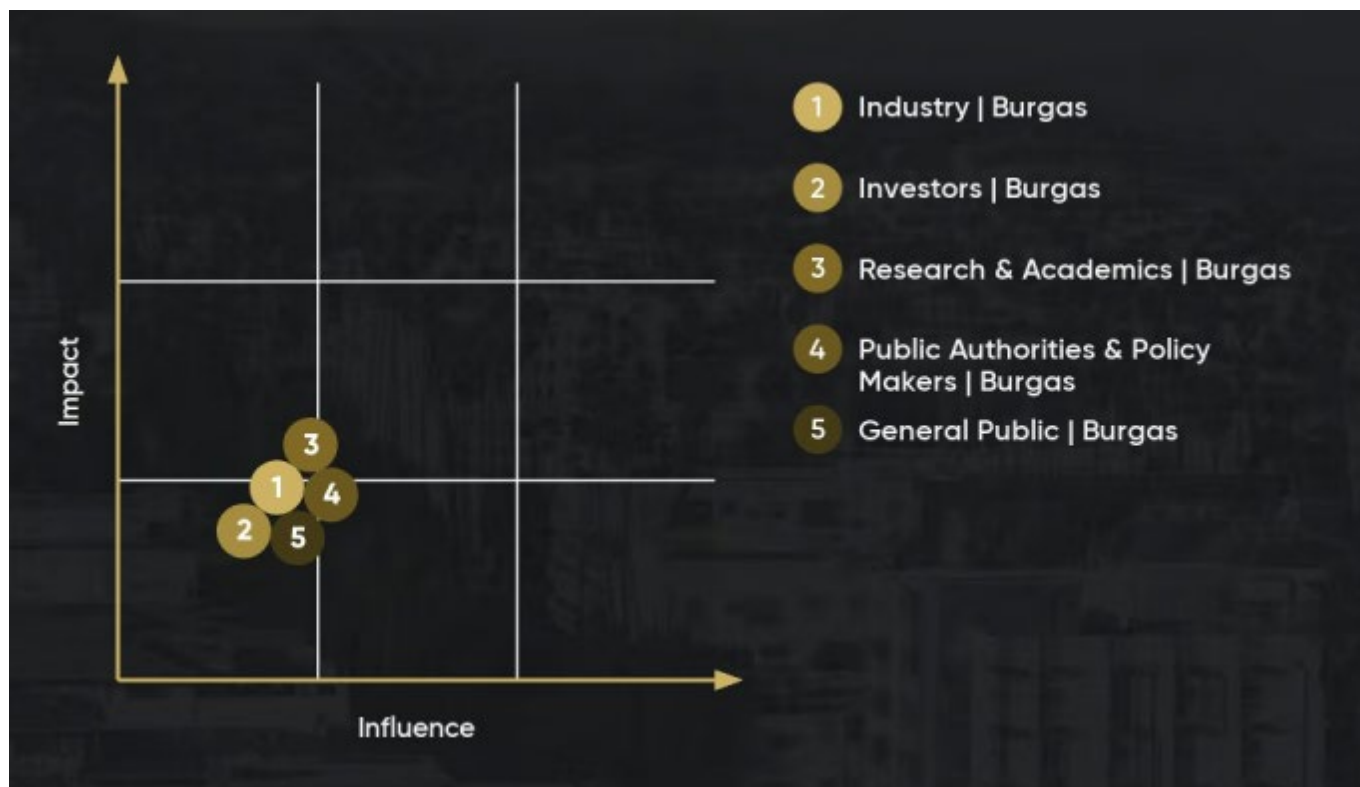 1 Industry | Burgas
2 Investors | Burgas
3 Research & Academics | Burgas
4 Public Authorities & Policy
Makers | Burgas
5 General Public | Burgas
Impact
3
1
4
2
5
Influence